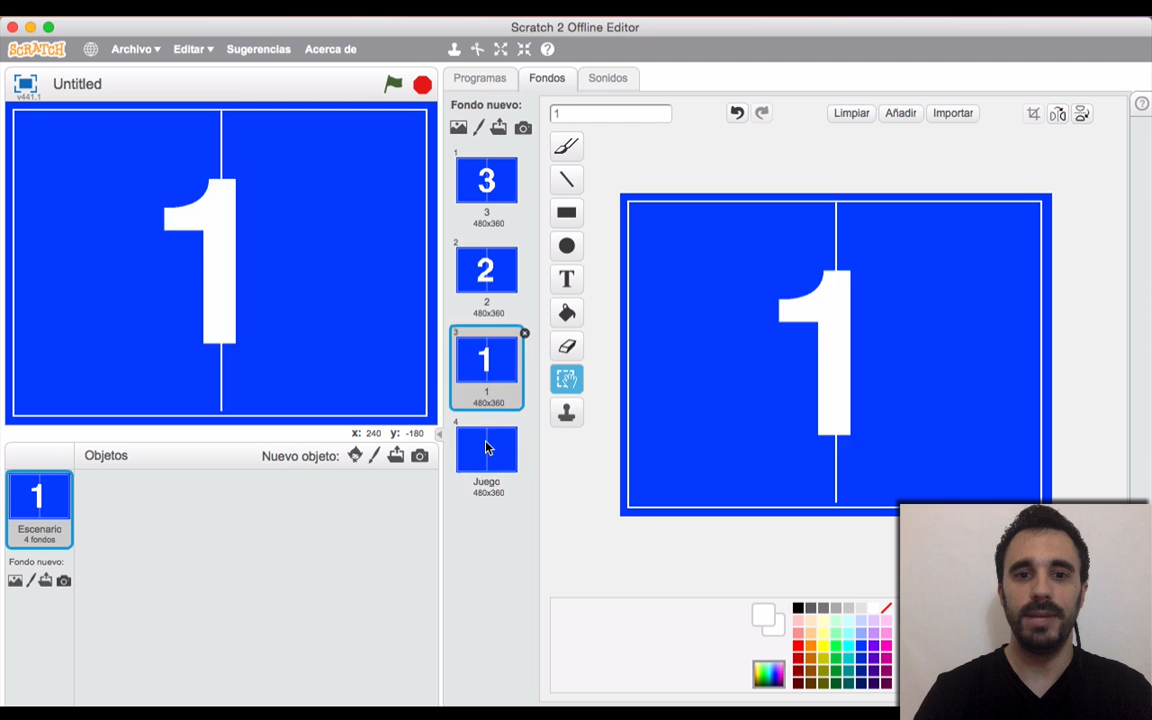 Scratch 2 Offline Editor
SCRATCH Archivo Editar Sugerencias Acerca de
v441.1
Untitled
Programas Fondos Sonidos
Fondo nuevo:
1
Limpiar Añadir Importar
1
3
3
480x360
2
2
2
480x360
3
1
1
480x360
4
Juego
480x360
1
1
T
x: 240 y: -180
Objetos Nuevo objeto:
1
Escenario
4 fondos
Fondo nuevo: